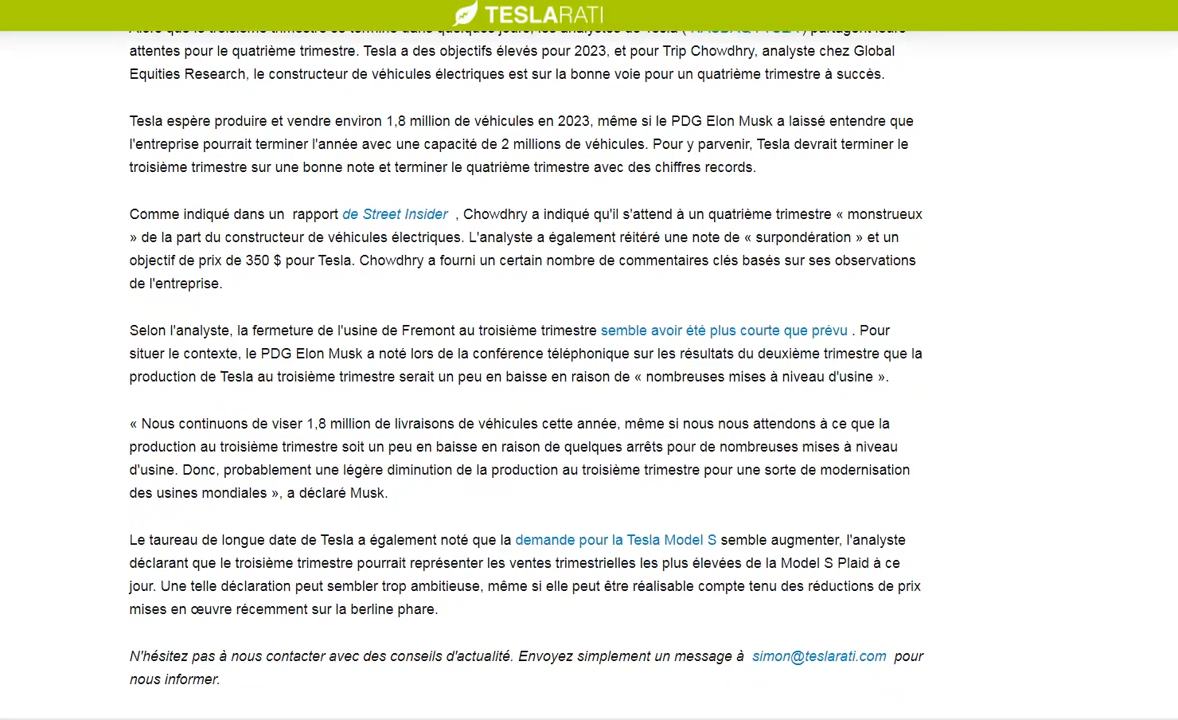 TESLARATI
Alors que le troisième trimestre se termine dans quelques jours, les analystes de Tesla ( NASDAQ : TSLA ) partagent leurs
attentes pour le quatrième trimestre. Tesla a des objectifs élevés pour 2023, et pour Trip Chowdhry, analyste chez Global
Equities Research, le constructeur de véhicules électriques est sur la bonne voie pour un quatrième trimestre à succès.
Tesla espère produire et vendre environ 1,8 million de véhicules en 2023, même si le PDG Elon Musk a laissé entendre que
l'entreprise pourrait terminer l'année avec une capacité de 2 millions de véhicules. Pour y parvenir, Tesla devrait terminer le
troisième trimestre sur une bonne note et terminer le quatrième trimestre avec des chiffres records.
Comme indiqué dans un rapport de Street Insider , Chowdhry a indiqué qu'il s'attend à un quatrième trimestre « monstrueux
» de la part du constructeur de véhicules électriques. L'analyste a également réitéré une note de « surpondération » et un
objectif de prix de 350 $ pour Tesla. Chowdhry a fourni un certain nombre de commentaires clés basés sur ses observations
de l'entreprise.
Selon l'analyste, la fermeture de l'usine de Fremont au troisième trimestre semble avoir été plus courte que prévu . Pour
situer le contexte, le PDG Elon Musk a noté lors de la conférence téléphonique sur les résultats du deuxième trimestre que la
production de Tesla au troisième trimestre serait un peu en baisse en raison de « nombreuses mises à niveau d'usine ».
« Nous continuons de viser 1,8 million de livraisons de véhicules cette année, même si nous nous attendons à ce que la
production au troisième trimestre soit un peu en baisse en raison de quelques arrêts pour de nombreuses mises à niveau
d'usine. Donc, probablement une légère diminution de la production au troisième trimestre pour une sorte de modernisation
des usines mondiales », a déclaré Musk.
Le taureau de longue date de Tesla a également noté que la demande pour la Tesla Model S semble augmenter, l'analyste
déclarant que le troisième trimestre pourrait représenter les ventes trimestrielles les plus élevées de la Model S Plaid à ce
jour. Une telle déclaration peut sembler trop ambitieuse, même si elle peut être réalisable compte tenu des réductions de prix
mises en œuvre récemment sur la berline phare.
N'hésitez pas à nous contacter avec des conseils d'actualité. Envoyez simplement un message à simon@teslarati.com pour
nous informer.